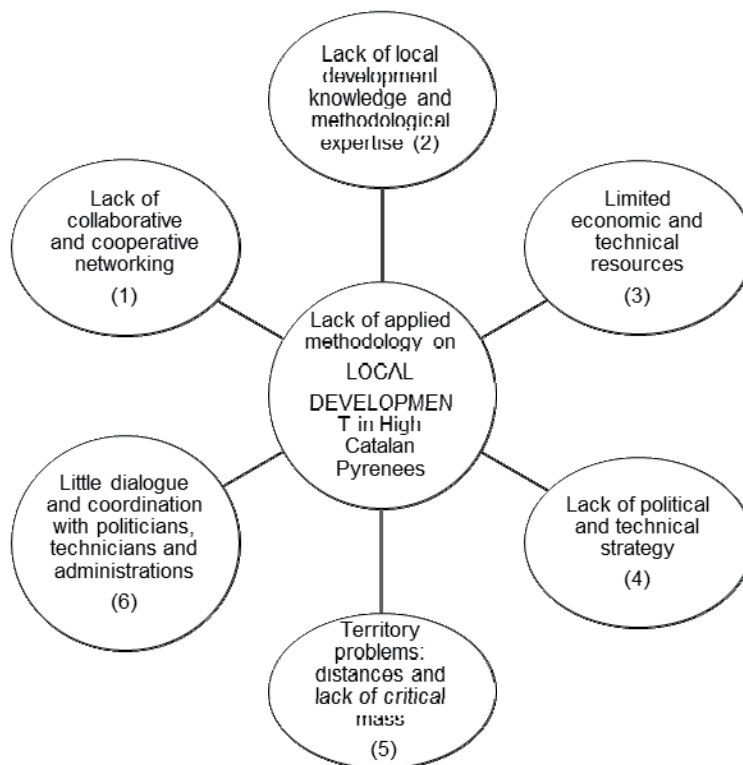 Lack of local
development
knowledge and
methodological
expertise (2)
Lack of
collaborative
and cooperative
networking
(1)
Limited
economic and
technical
resources
(3)
Lack of applied
methodology on
LOCAL
DEVELOPMEN
T in High
Catalan
Pyrenees
Little dialogue
and coordination
with politicians,
technicians and
administrations
(6)
Lack of political
and technical
strategy
(4)
Territory
problems:
distances and
lack of critical
mass
(5)